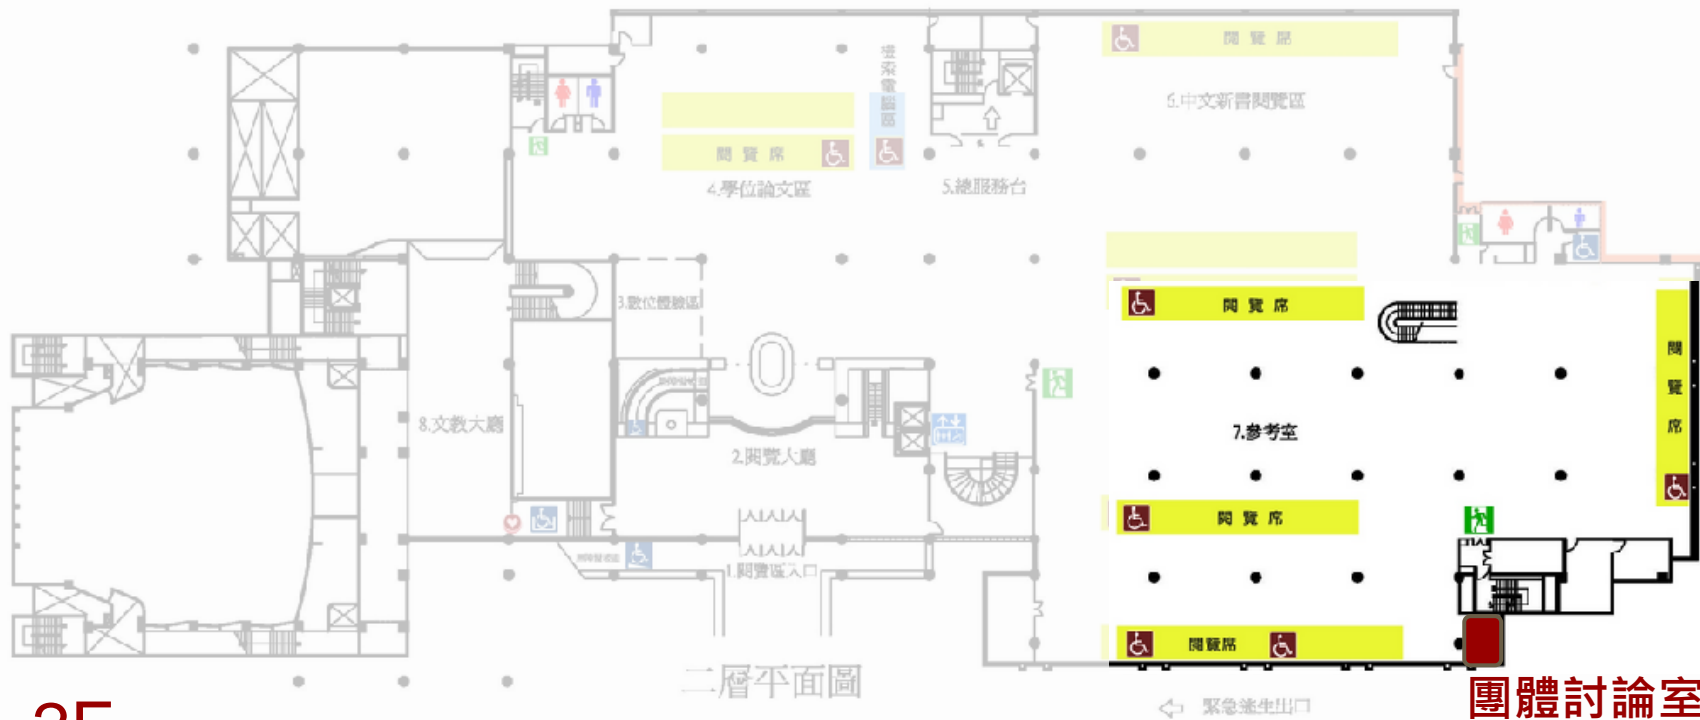 閱覽席
6.中文新書閱覽區
檢索電腦區
閱覽席
4.學位論文區
5.總服務台
3.數位體驗區
閱覽席
閱覽席
7.參考室
8.文教大廳
2.閱覽大廳
閱覽席
1.閱覽區入口
閱覽席
二層平面圖
緊急逃生出口
團體討論室